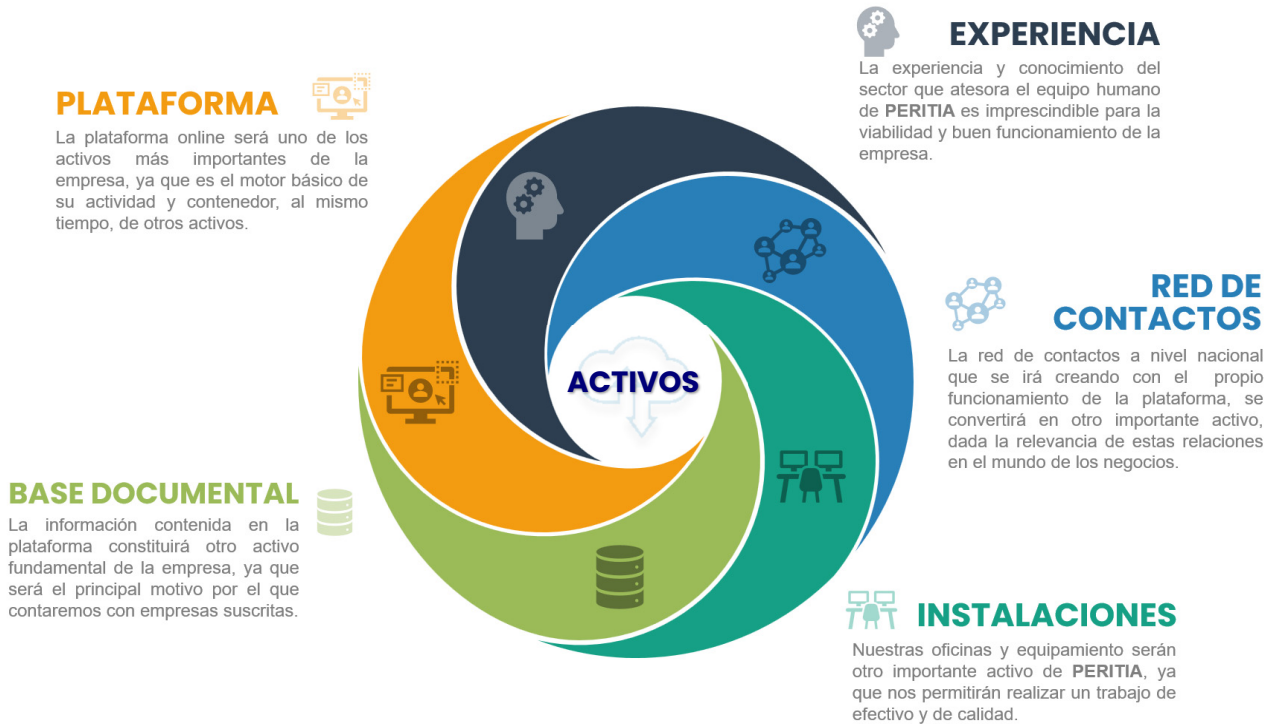 PLATAFORMA
La plataforma online será uno de los
activos más importantes de la
empresa, ya que es el motor básico de
su actividad y contenedor, al mismo
tiempo, de otros activos.
EXPERIENCIA
La experiencia y conocimiento del
sector que atesora el equipo humano
de PERITIA es imprescindible para la
viabilidad y buen funcionamiento de la
empresa.
ACTIVOS
RED DE
CONTACTOS
La red de contactos a nivel nacional
que se irá creando con el propio
funcionamiento de la plataforma, se
convertirá en otro importante activo,
dada la relevancia de estas relaciones
en el mundo de los negocios.
BASE DOCUMENTAL
La información contenida en la
plataforma constituirá otro activo
fundamental de la empresa, ya que
será el principal motivo por el que
contaremos con empresas suscritas.
INSTALACIONES
Nuestras oficinas y equipamiento serán
otro importante activo de PERITIA, ya
que nos permitirán realizar un trabajo de
efectivo y de calidad.